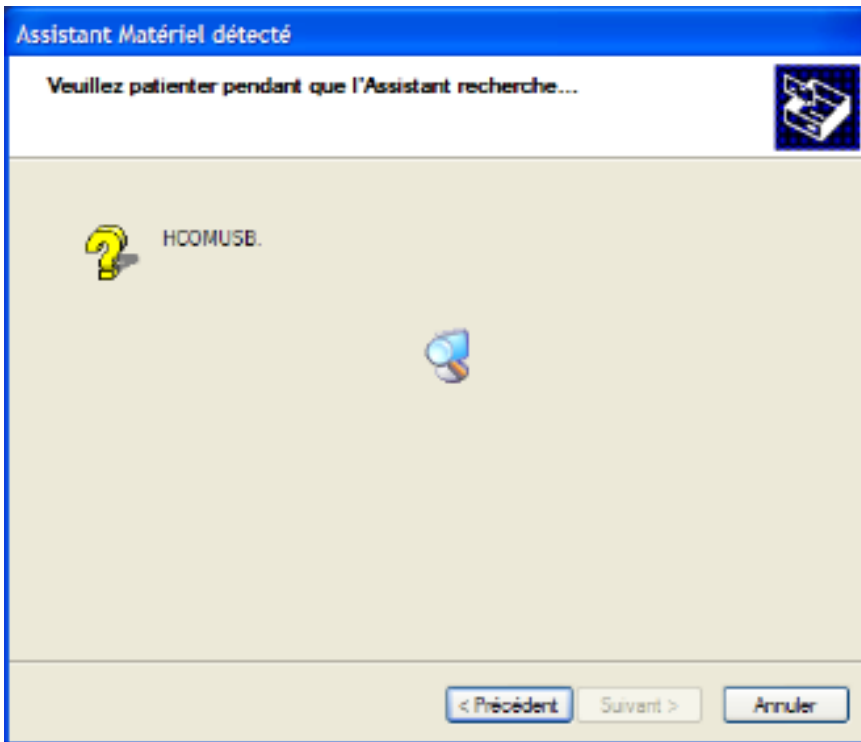 Assistant Matériel détecté
Veuillez patienter pendant que l'Assistant recherche...
HCOMUSB.
< Précédent
Suivant >
Annuler